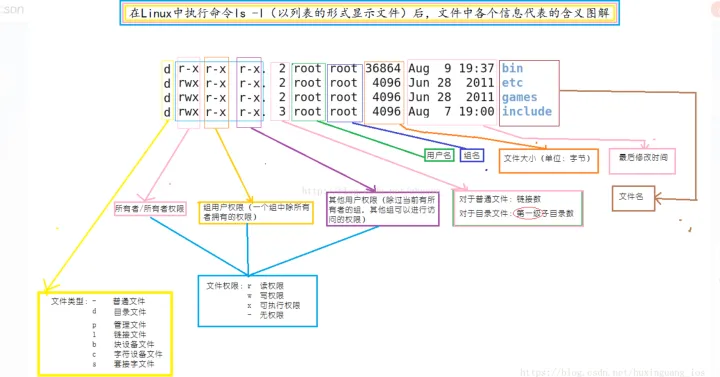 在Linux中执行命令ls -l（以列表的形式显示文件）后，文件中各个信息代表的含义图解
d r-x r-x r-x. 2 root root 36864 Aug 9 19:37 bin
d rwx r-x r-x. 2 root root 4096 Jun 28 2011 etc
d rwx r-x r-x. 2 root root 4096 Jun 28 2011 games
d rwx r-x r-x. 3 root root 4096 Aug 7 19:00 include
用户名 组名 文件大小（单位：字节） 最后修改时间
文件名
所有者/所有者权限
组用户权限（一个组中除所有
者拥有的权限）
其他用户权限（除过当前有所
有者的组，其他组可以进行访
问的权限）
对于普通文件：链接数
对于目录文件：第一级子目录数
文件类型：- 普通文件
d 目录文件
p 管理文件
l 链接文件
b 块设备文件
c 字符设备文件
s 套接字文件
文件权限：r 读权限
w 写权限
x 可执行权限
- 无权限